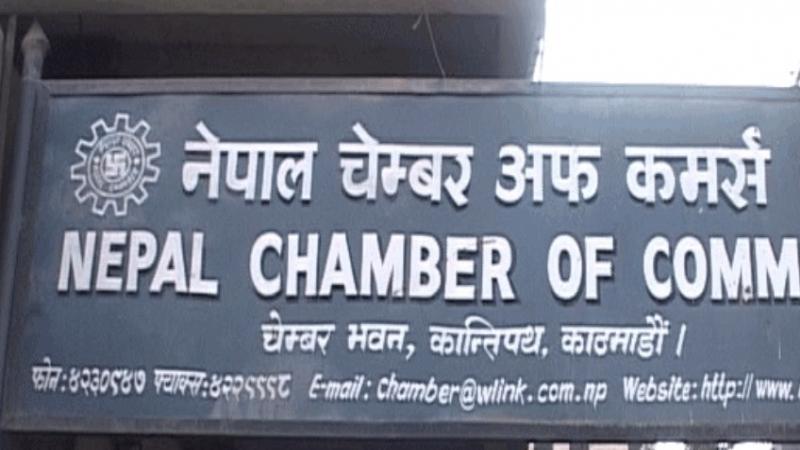 नेपाल चेम्बर अफ कमर्स
NEPAL CHAMBER OF COMM
चेम्बर भवन, कान्तिपथ, काठमाडौं ।
फोन:४२३०९४७ फ्याक्स:४२२९९९८ E-mail: chamber@wlink.com.np Website: http://www.